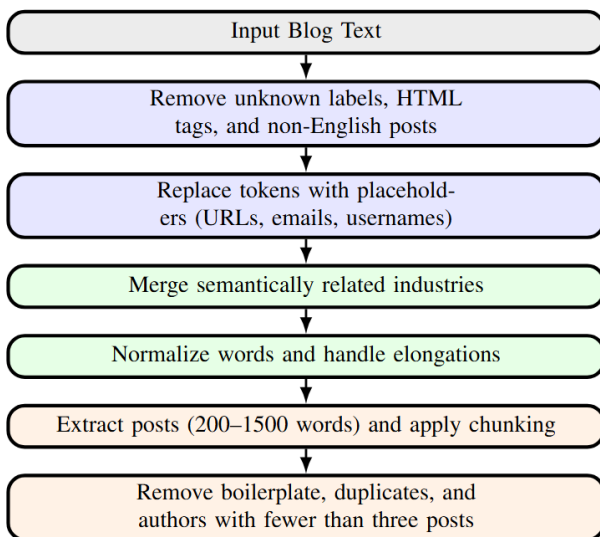 Input Blog Text
Remove unknown labels, HTML
tags, and non-English posts
Replace tokens with placehold-
ers (URLs, emails, usernames)
Merge semantically related industries
Normalize words and handle elongations
Extract posts (200–1500 words) and apply chunking
Remove boilerplate, duplicates, and
authors with fewer than three posts